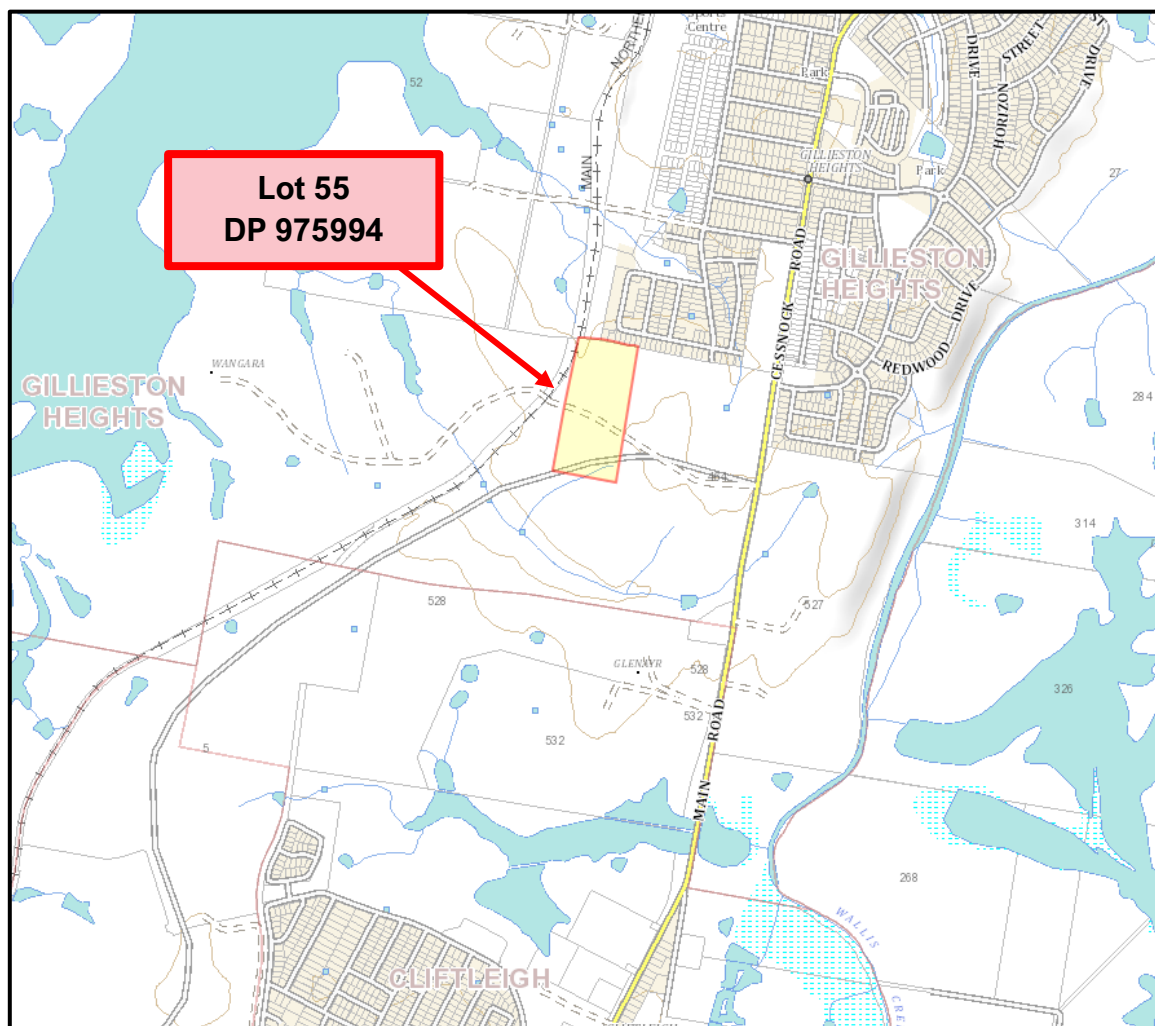 Centre
NORTHE
ST
DRIVE
STREET
DRIVE
HORIZON
Park
52
MAIN
GILLIESTON
HEIGHTS
Park
27
Lot 55
DP 975994
CESSNOCK ROAD
GILLIESTON
HEIGHTS
REDWOOD DRIVE
WANGARA
GILLIESTON
HEIGHTS
284
464
314
528
527
GLENAYR
528
326
532
532
5
MAIN ROAD
268
WALLIS
CREE
CLIFTLEIGH